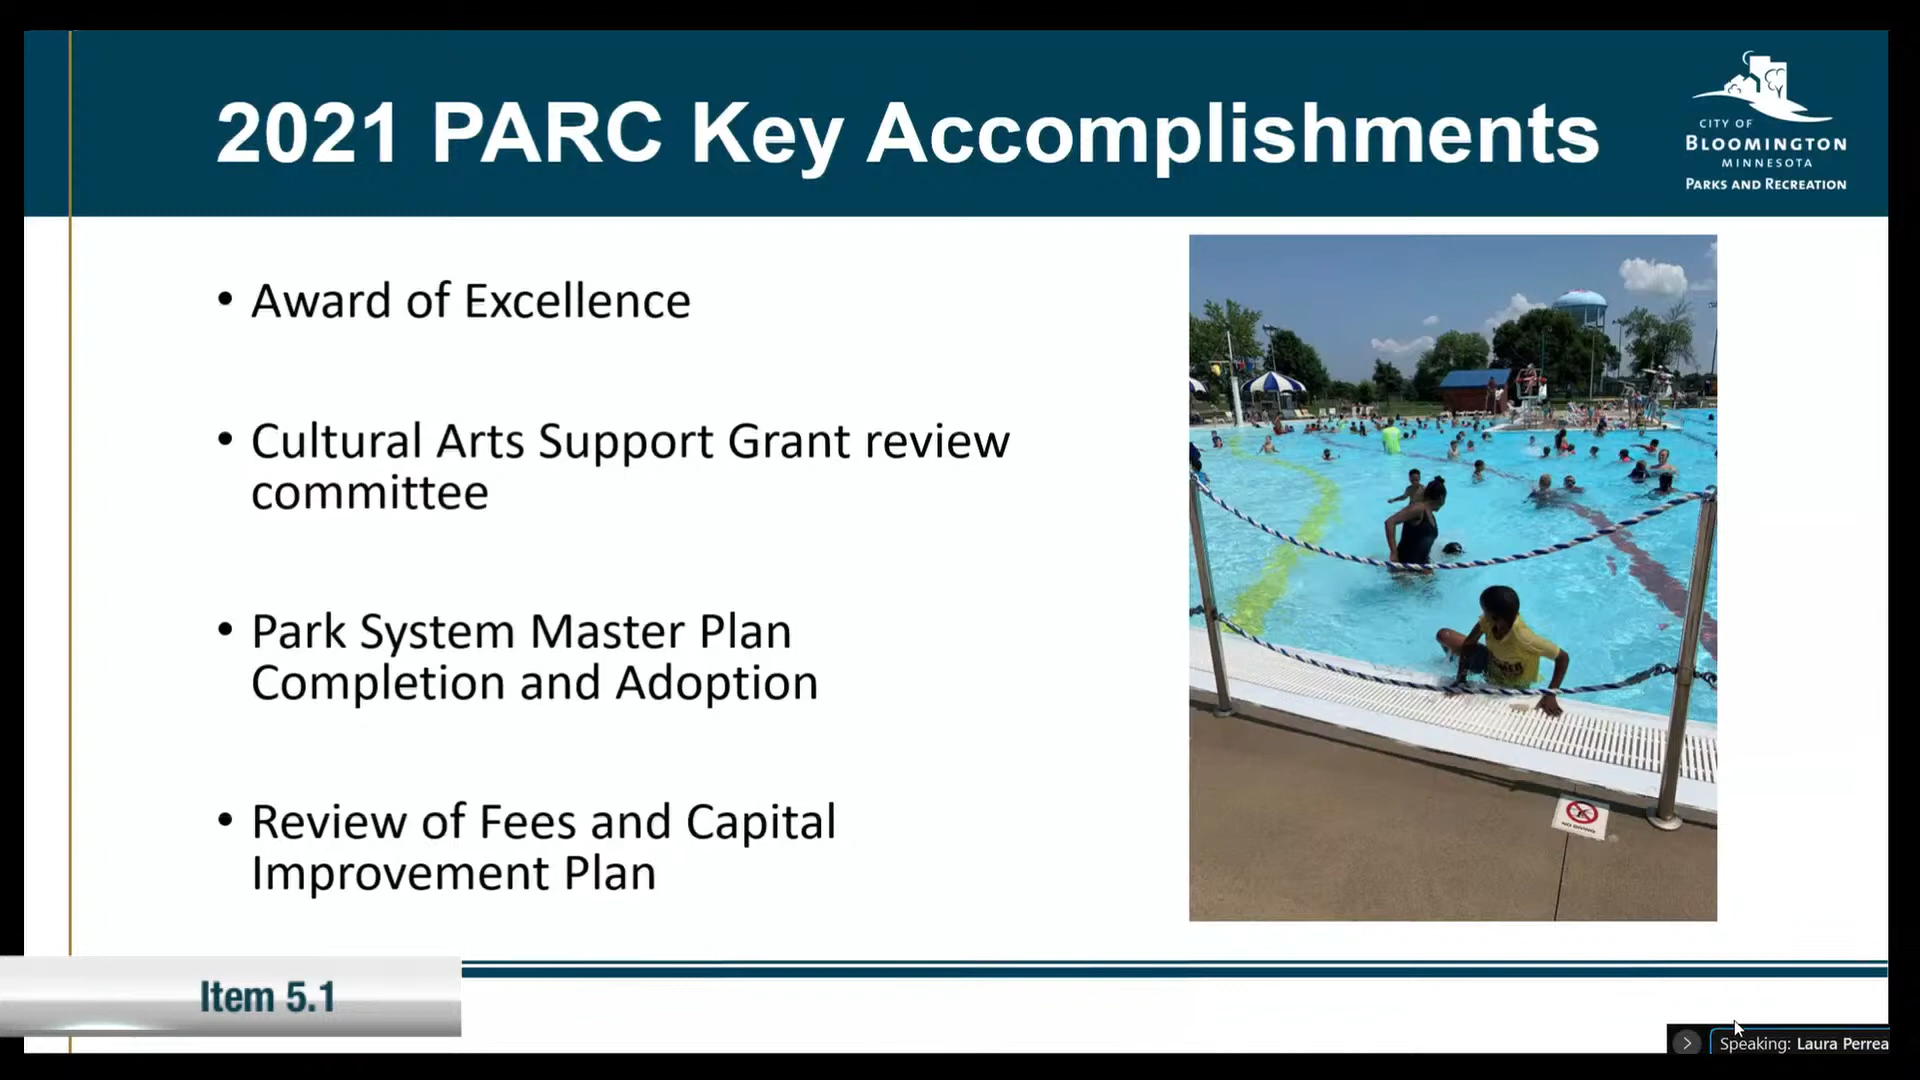 2021 PARC Key Accomplishments
CITY OF
BLOOMINGTON
MINNESOTA
PARKS AND RECREATION
• Award of Excellence
• Cultural Arts Support Grant review
committee
• Park System Master Plan
Completion and Adoption
• Review of Fees and Capital
Improvement Plan
NO DIVING
Item 5.1
Speaking: Laura Perrea